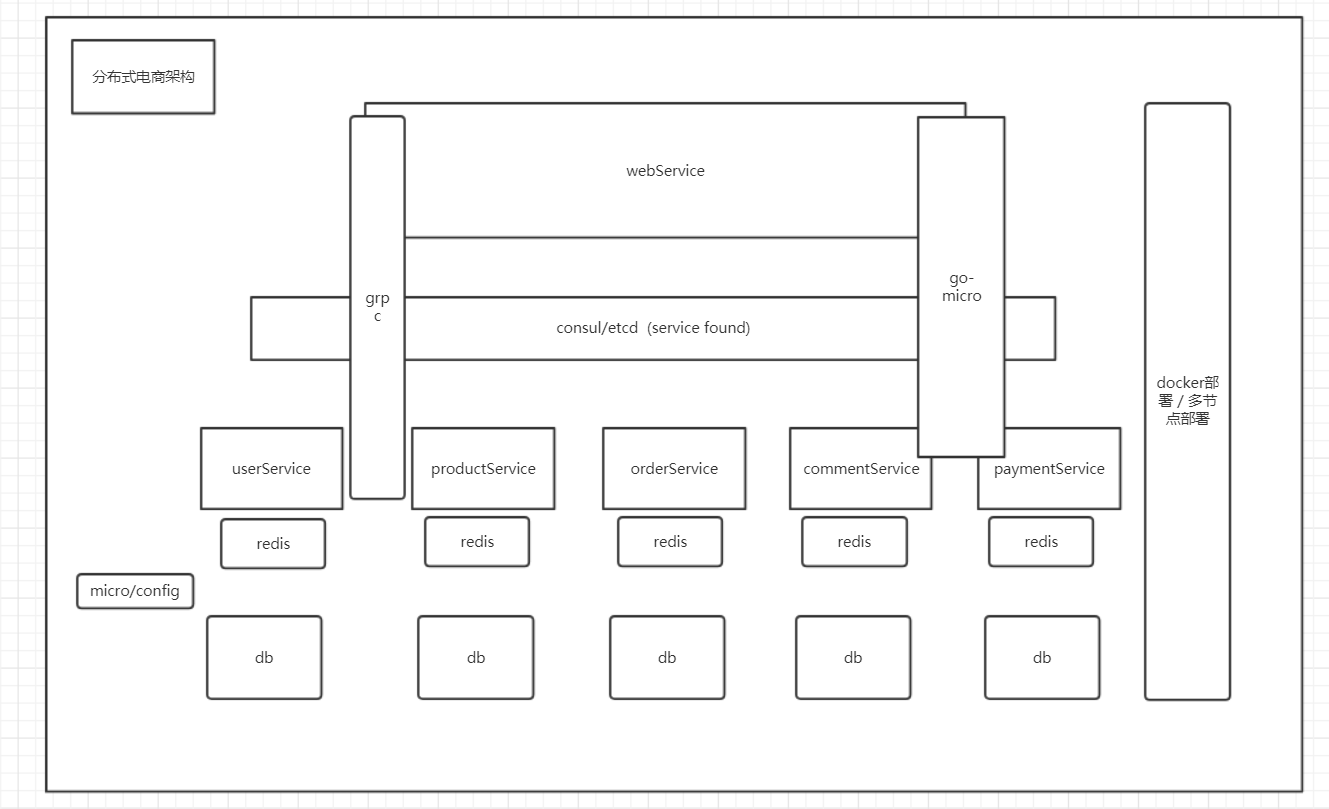 分布式电商架构
webService
grp
c
go-
micro
consul/etcd  (service found)
docker部
署 / 多节
点部署
userService
productService
orderService
commentService
paymentService
redis
redis
redis
redis
redis
micro/config
db
db
db
db
db